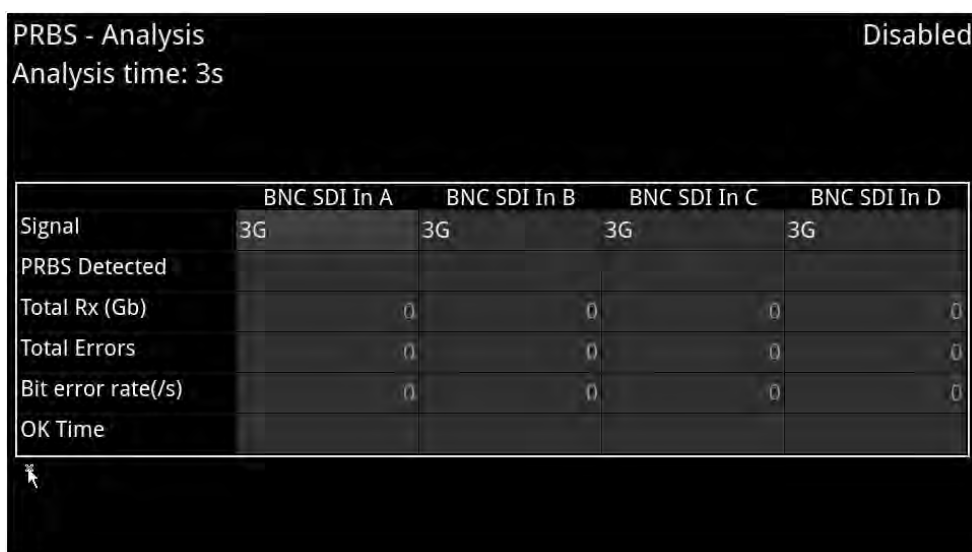 PRBS - Analysis Disabled
Analysis time: 3s
BNC SDI In A BNC SDI In B BNC SDI In C BNC SDI In D
Signal 3G 3G 3G 3G
PRBS Detected
Total Rx (Gb) 0 0 0 0
Total Errors 0 0 0 0
Bit error rate(/s) 0 0 0 0
OK Time